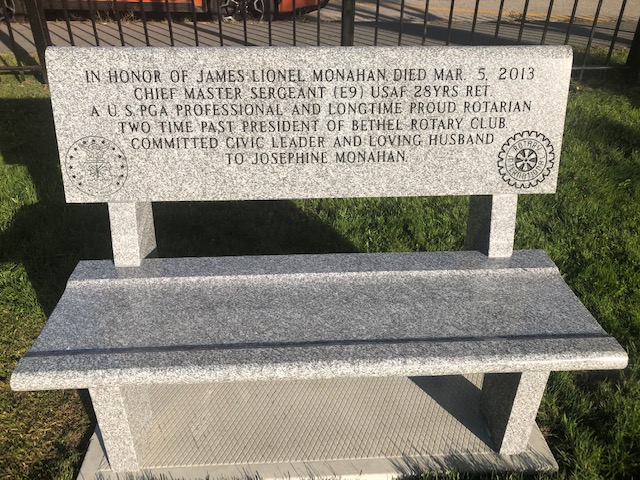 IN HONOR OF JAMES LIONEL MONAHAN DIED MAR. 5, 2013
CHIEF MASTER SERGEANT (E9) USAF 28YRS RET.
A U.S. PGA PROFESSIONAL AND LONGTIME PROUD ROTARIAN
TWO TIME PAST PRESIDENT OF BETHEL ROTARY CLUB
COMMITTED CIVIC LEADER AND LOVING HUSBAND
TO JOSEPHINE MONAHAN
ROTARY
INTERNATIONAL